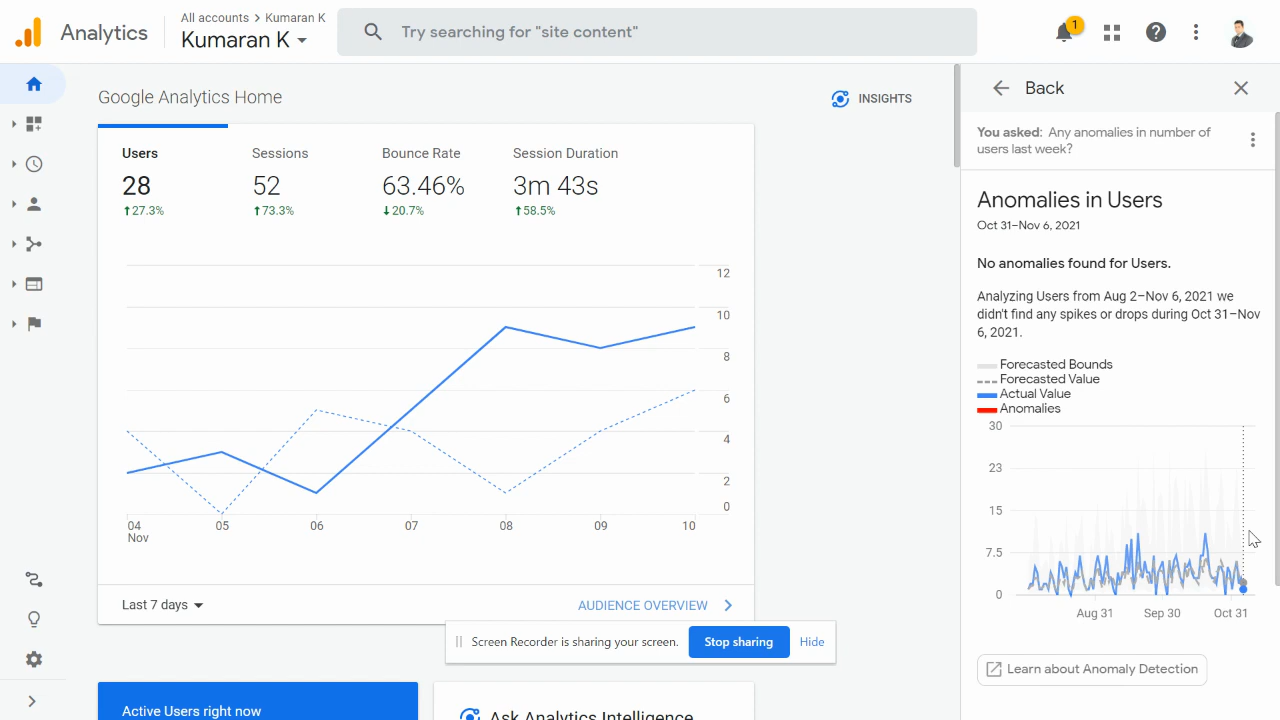 Analytics
All accounts > Kumaran K
Kumaran K
Try searching for "site content"
1
Google Analytics Home
INSIGHTS
Users
28
27.3%
Sessions
52
73.3%
Bounce Rate
63.46%
20.7%
Session Duration
3m 43s
58.5%
12
10
8
6
4
2
0
04
Nov
05
06
07
08
09
10
Last 7 days
AUDIENCE OVERVIEW
Screen Recorder is sharing your screen.
Stop sharing
Hide
Active Users right now
Ask Analytics Intelligence
Back
You asked: Any anomalies in number of
users last week?
Anomalies in Users
Oct 31–Nov 6, 2021
No anomalies found for Users.
Analyzing Users from Aug 2–Nov 6, 2021 we
didn't find any spikes or drops during Oct 31–Nov
6, 2021.
Forecasted Bounds
Forecasted Value
Actual Value
Anomalies
30
23
15
7.5
0
Aug 31
Sep 30
Oct 31
Learn about Anomaly Detection